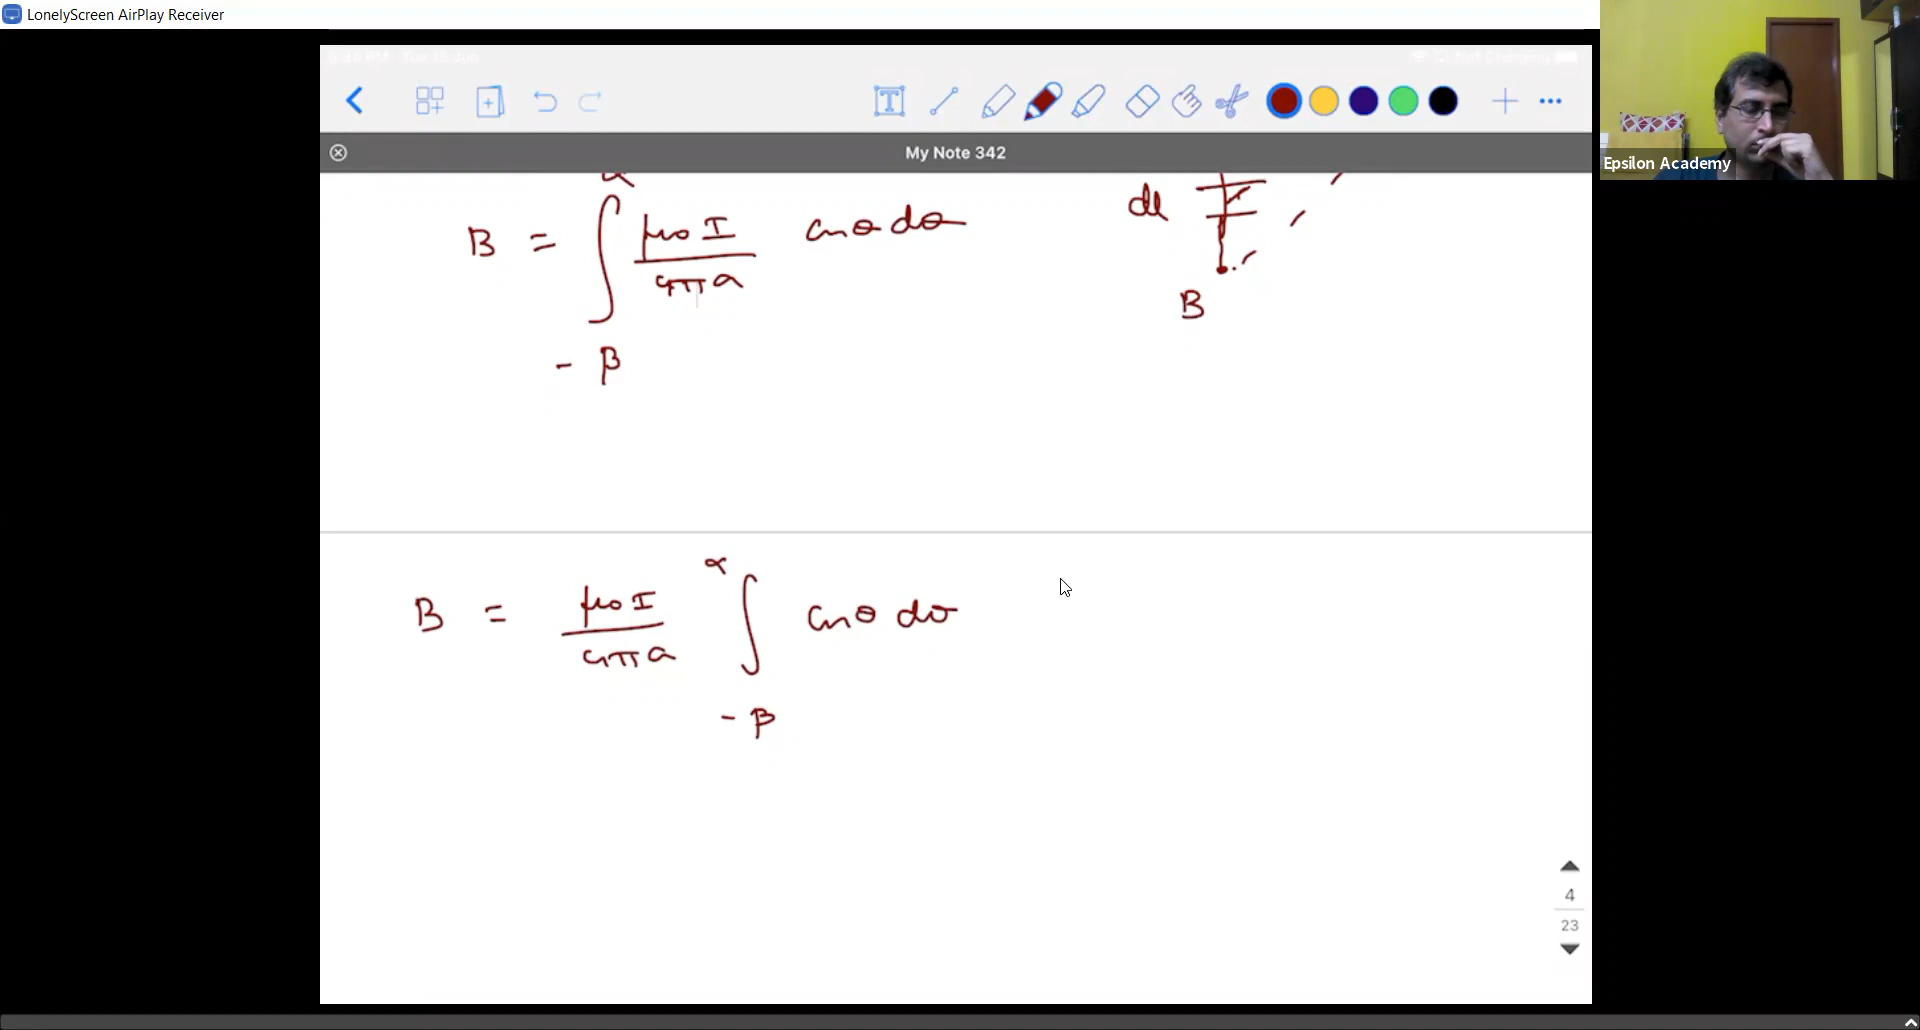 LonelyScreen AirPlay Receiver
My Note 342
T
α
B = ∫ μ₀I/4πa cosθ dθ
- β
dl
B
α
B = μ₀I/4πa ∫ cosθ dθ
- β
4
23
Epsilon Academy